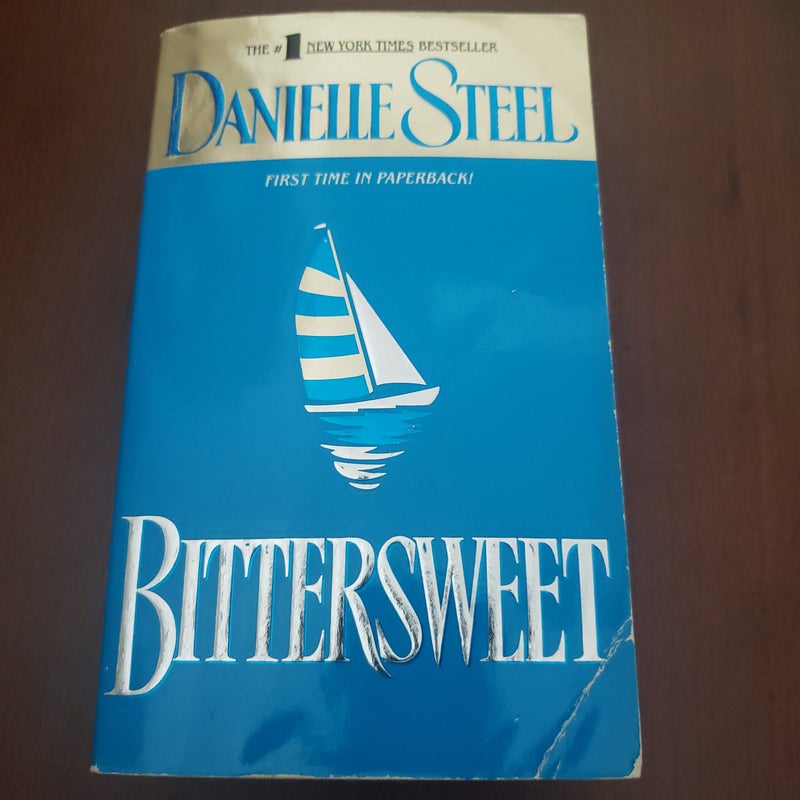 THE #1 NEW YORK TIMES BESTSELLER
DANIELLE STEEL
FIRST TIME IN PAPERBACK!
BITTERSWEET